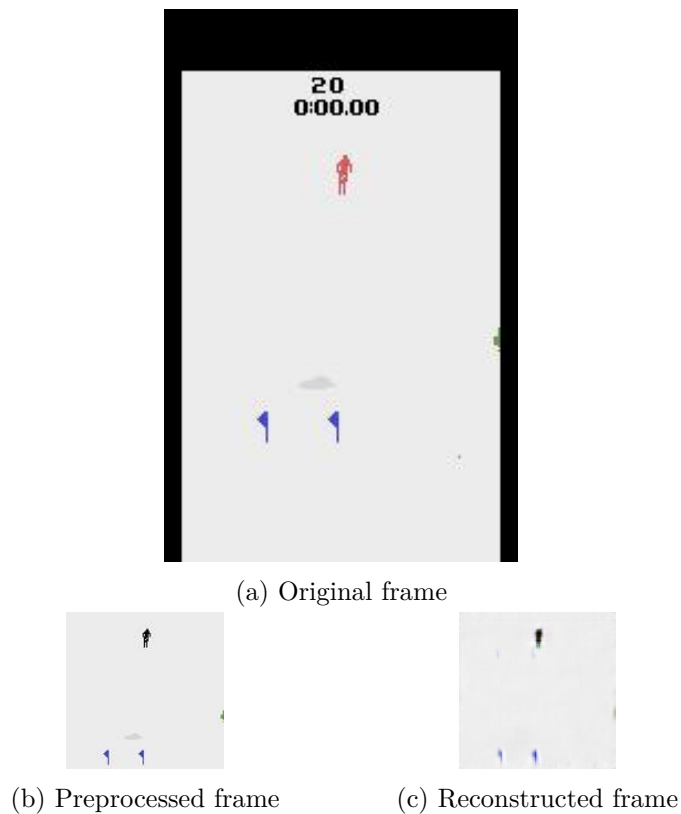 20
0:00.00
(a) Original frame
(b) Preprocessed frame
(c) Reconstructed frame